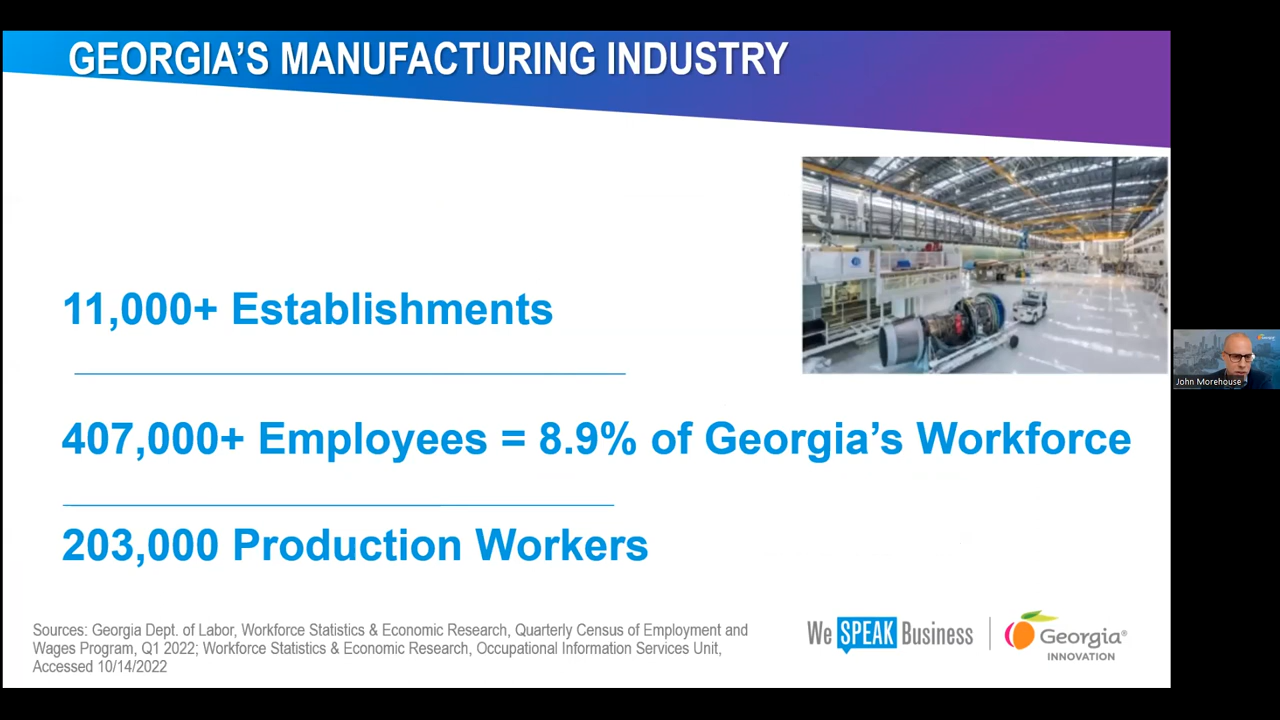 GEORGIA'S MANUFACTURING INDUSTRY
11,000+ Establishments
407,000+ Employees = 8.9% of Georgia's Workforce
203,000 Production Workers
Sources: Georgia Dept. of Labor, Workforce Statistics & Economic Research, Quarterly Census of Employment and
Wages Program, Q1 2022; Workforce Statistics & Economic Research, Occupational Information Services Unit,
Accessed 10/14/2022
We SPEAK Business
Georgia®
INNOVATION
John Morehouse